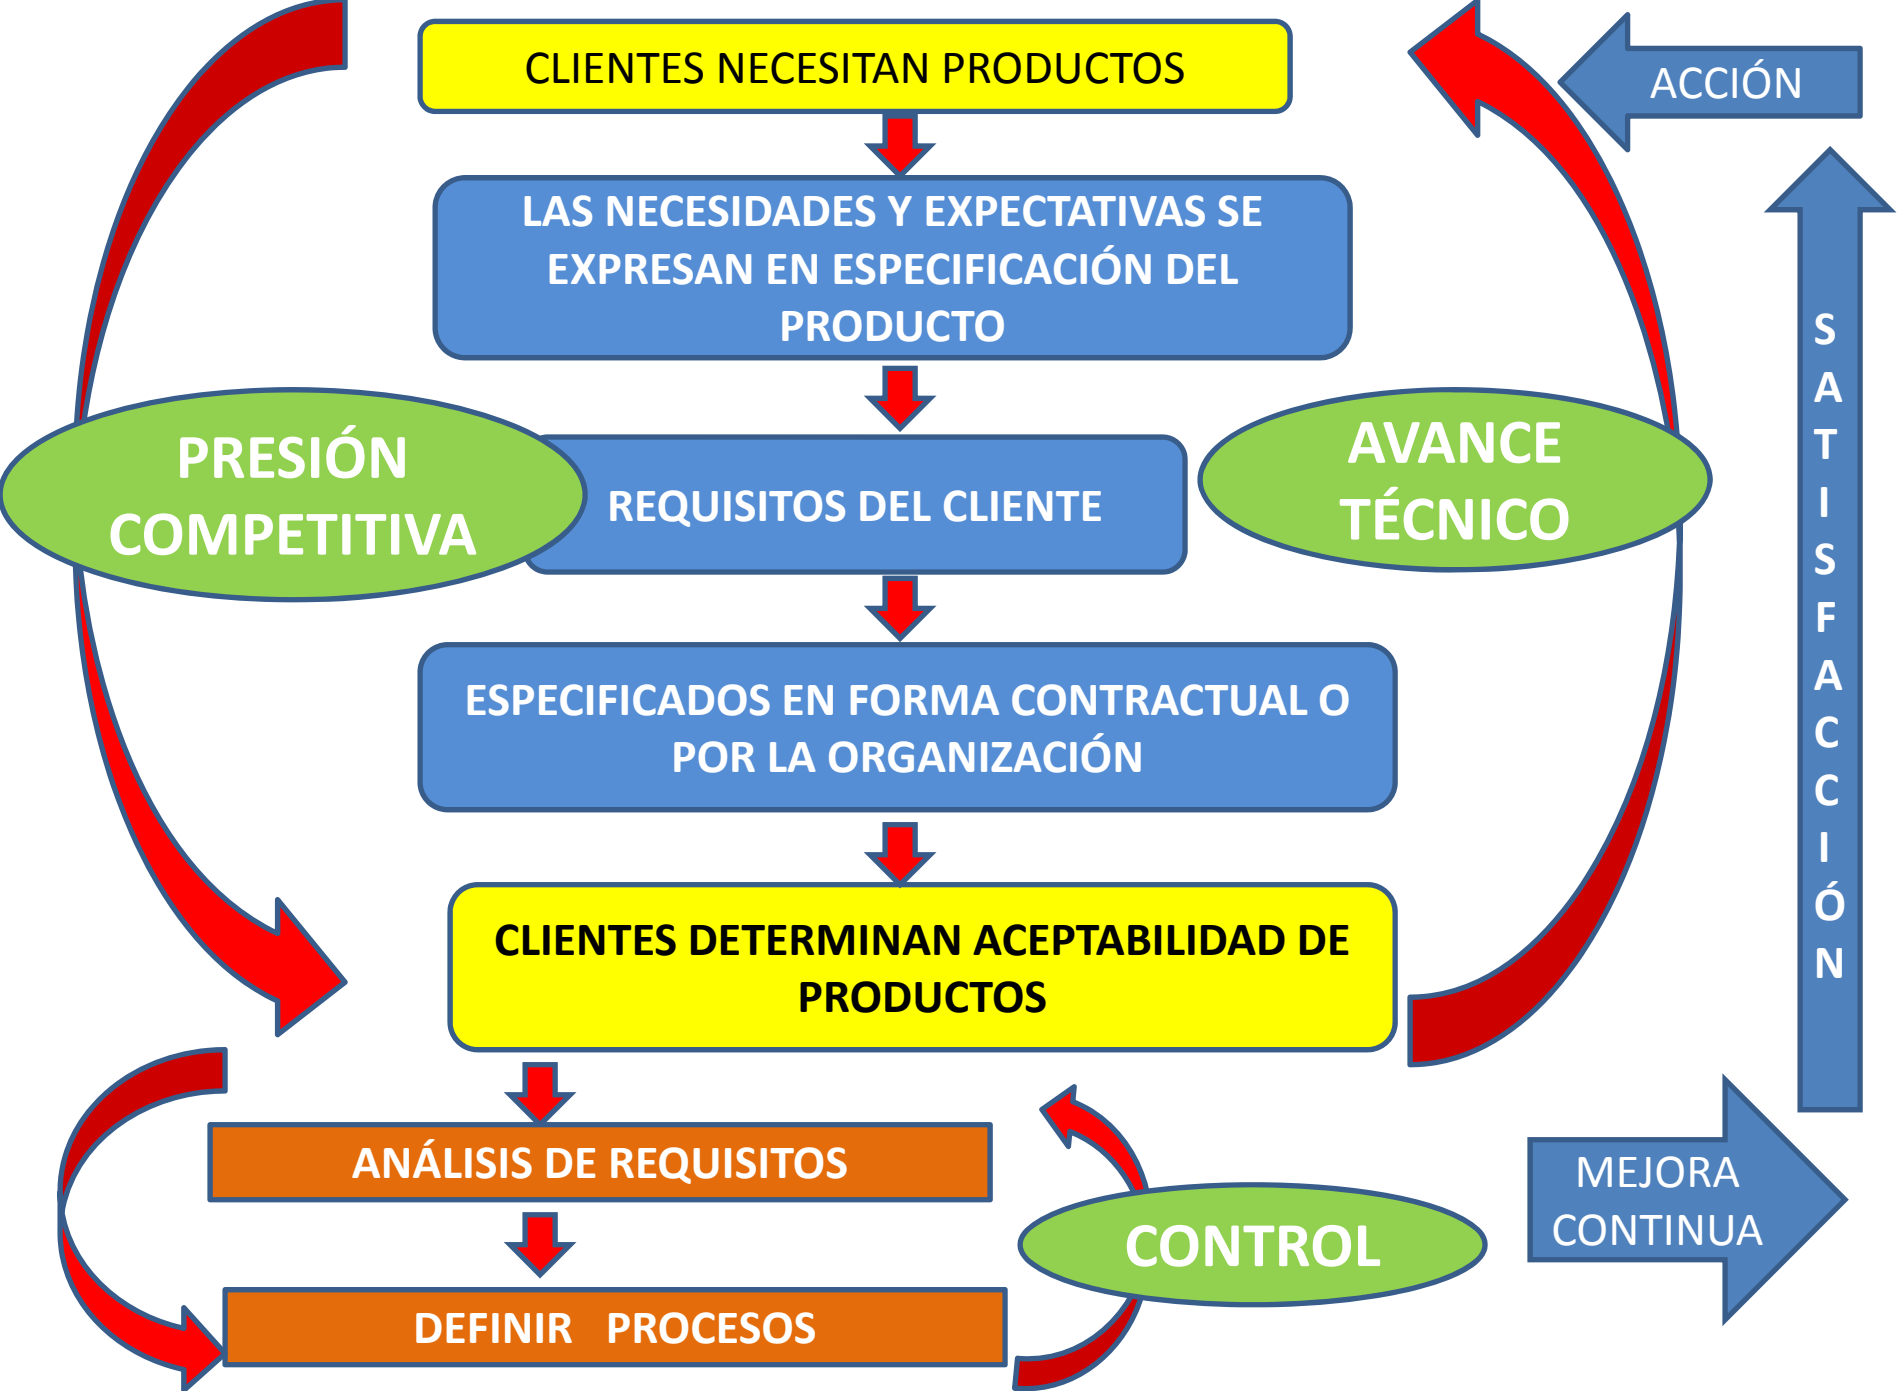 CLIENTES NECESITAN PRODUCTOS
ACCIÓN
LAS NECESIDADES Y EXPECTATIVAS SE
EXPRESAN EN ESPECIFICACIÓN DEL
PRODUCTO
PRESIÓN
COMPETITIVA
REQUISITOS DEL CLIENTE
AVANCE
TÉCNICO
S
A
T
I
S
F
A
C
C
I
Ó
N
ESPECIFICADOS EN FORMA CONTRACTUAL O
POR LA ORGANIZACIÓN
CLIENTES DETERMINAN ACEPTABILIDAD DE
PRODUCTOS
ANÁLISIS DE REQUISITOS
CONTROL
MEJORA
CONTINUA
DEFINIR   PROCESOS